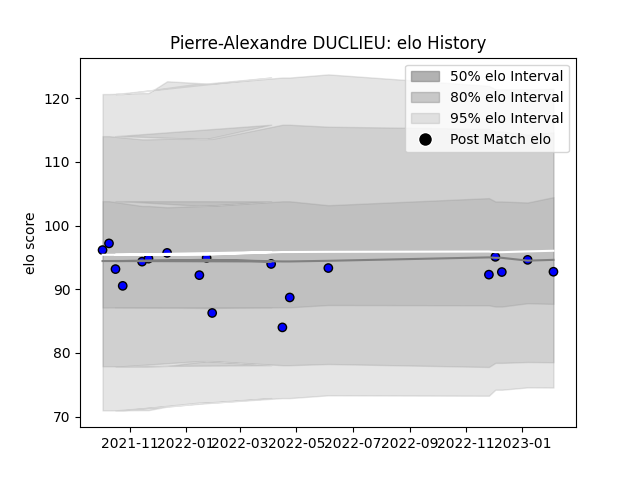 Pierre-Alexandre DUCLIEU: elo History
50% elo Interval
80% elo Interval
95% elo Interval
Post Match elo
elo score
120
110
100
90
80
70
2021-11 2022-01 2022-03 2022-05 2022-07 2022-09 2022-11 2023-01